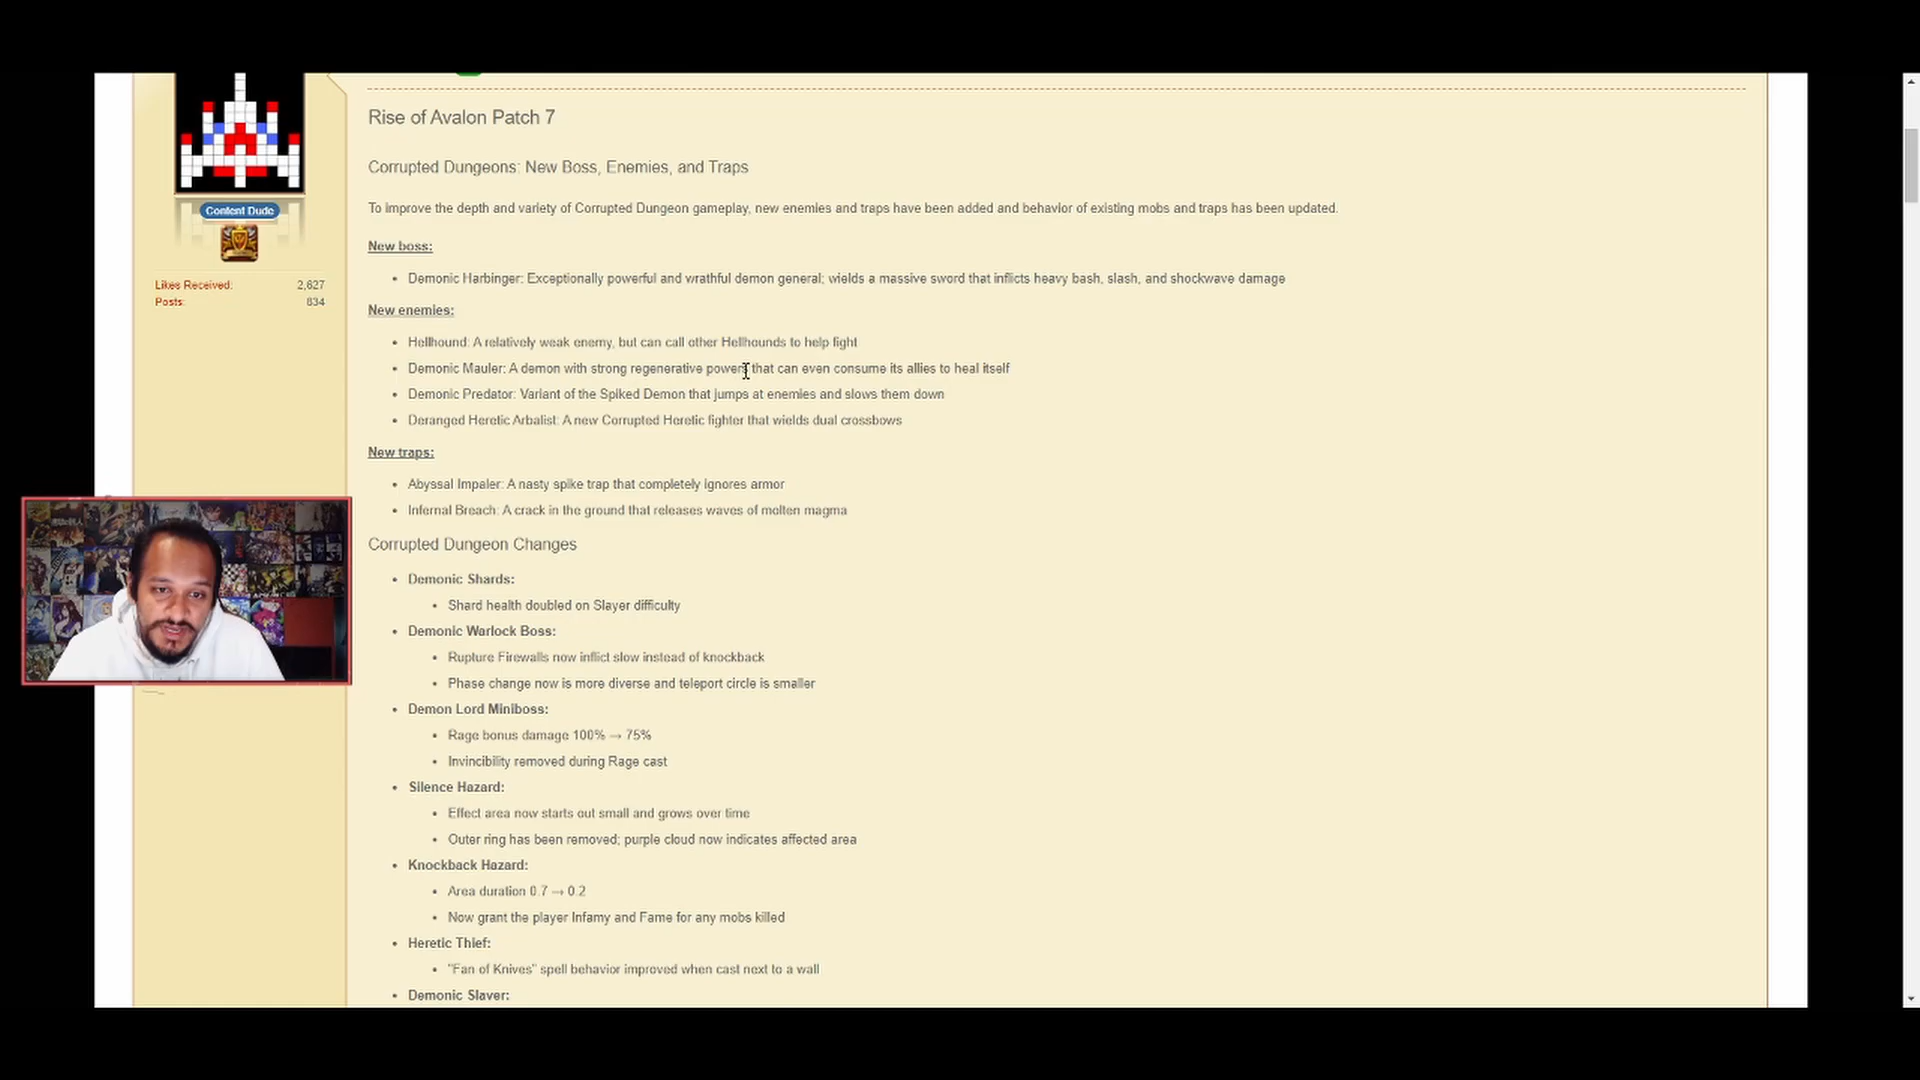 Rise of Avalon Patch 7
Corrupted Dungeons: New Boss, Enemies, and Traps
To improve the depth and variety of Corrupted Dungeon gameplay, new enemies and traps have been added and behavior of existing mobs and traps has been updated.
Content Dude
New boss:
Demonic Harbinger: Exceptionally powerful and wrathful demon general; wields a massive sword that inflicts heavy bash, slash, and shockwave damage
Likes Received: 2,627
Posts: 834
New enemies:
Hellhound: A relatively weak enemy, but can call other Hellhounds to help fight
Demonic Mauler: A demon with strong regenerative powers that can even consume its allies to heal itself
Demonic Predator: Variant of the Spiked Demon that jumps at enemies and slows them down
Deranged Heretic Arbalist: A new Corrupted Heretic fighter that wields dual crossbows
New traps:
Abyssal Impaler: A nasty spike trap that completely ignores armor
Infernal Breach: A crack in the ground that releases waves of molten magma
Corrupted Dungeon Changes
Demonic Shards:
Shard health doubled on Slayer difficulty
Demonic Warlock Boss:
Rupture Firewalls now inflict slow instead of knockback
Phase change now is more diverse and teleport circle is smaller
Demon Lord Miniboss:
Rage bonus damage 100% → 75%
Invincibility removed during Rage cast
Silence Hazard:
Effect area now starts out small and grows over time
Outer ring has been removed; purple cloud now indicates affected area
Knockback Hazard:
Area duration 0.7 → 0.2
Now grant the player Infamy and Fame for any mobs killed
Heretic Thief:
"Fan of Knives" spell behavior improved when cast next to a wall
Demonic Slaver: